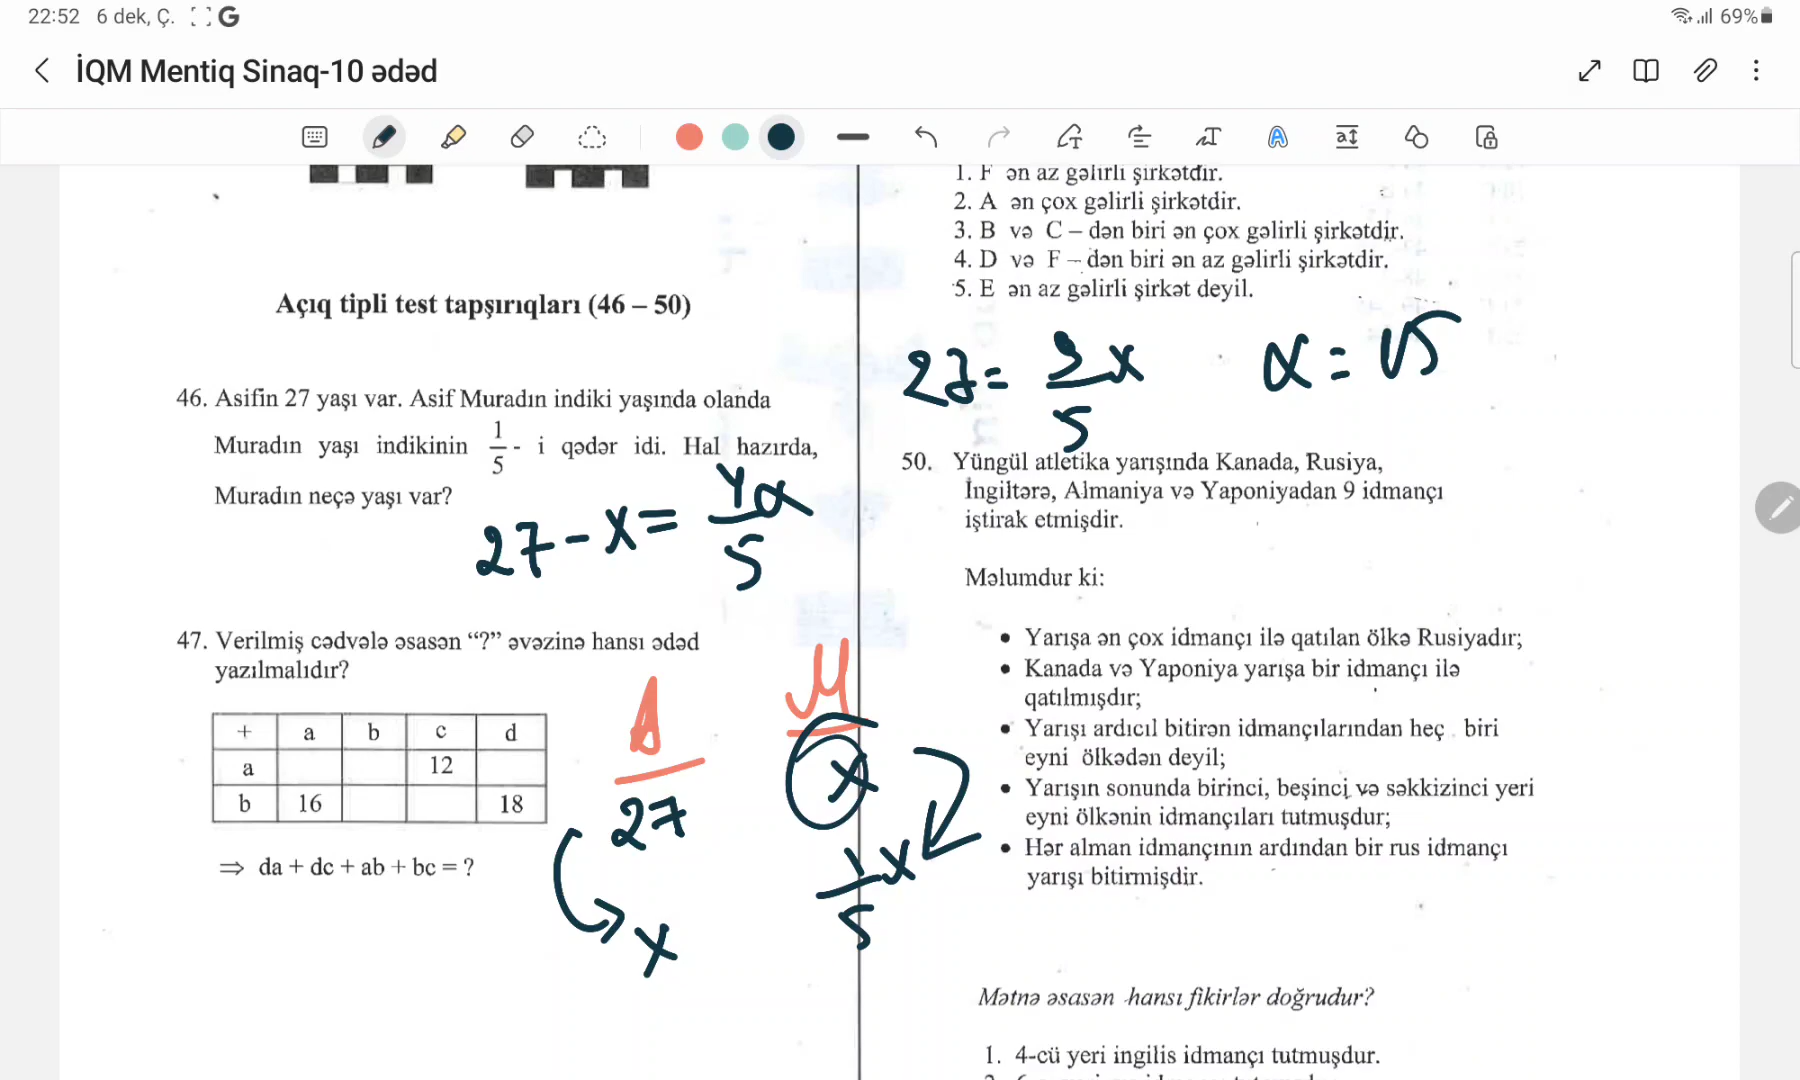 22:52 6 dek, Ç. G 69%
İQM Mentiq Sinaq-10 ədəd
Açıq tipli test tapşırıqları (46 – 50)
46. Asifin 27 yaşı var. Asif Muradın indiki yaşında olanda
Muradın yaşı indikinin 1/5 - i qədər idi. Hal hazırda,
Muradın neçə yaşı var?
27 - x = 4x/5
47. Verilmiş cədvələ əsasən “?” əvəzinə hansı ədəd
yazılmalıdır?
+ a b c d
a 12
b 16 18
⇒ da + dc + ab + bc = ?
A M
27 x
x 1/5 x
1. F ən az gəlirli şirkətdir.
2. A ən çox gəlirli şirkətdir.
3. B və C – dən biri ən çox gəlirli şirkətdir.
4. D və F – dən biri ən az gəlirli şirkətdir.
5. E ən az gəlirli şirkət deyil.
27 = 9x/5 x = 15
50. Yüngül atletika yarışında Kanada, Rusiya,
İngiltərə, Almaniya və Yaponiyadan 9 idmançı
iştirak etmişdir.
Məlumdur ki:
• Yarışa ən çox idmançı ilə qatılan ölkə Rusiyadır;
• Kanada və Yaponiya yarışa bir idmançı ilə
qatılmışdır;
• Yarışı ardıcıl bitirən idmançılarından heç biri
eyni ölkədən deyil;
• Yarışın sonunda birinci, beşinci və səkkizinci yeri
eyni ölkənin idmançıları tutmuşdur;
• Hər alman idmançının ardından bir rus idmançı
yarışı bitirmişdir.
Mətnə əsasən hansı fikirlər doğrudur?
1. 4-cü yeri ingilis idmançı tutmuşdur.